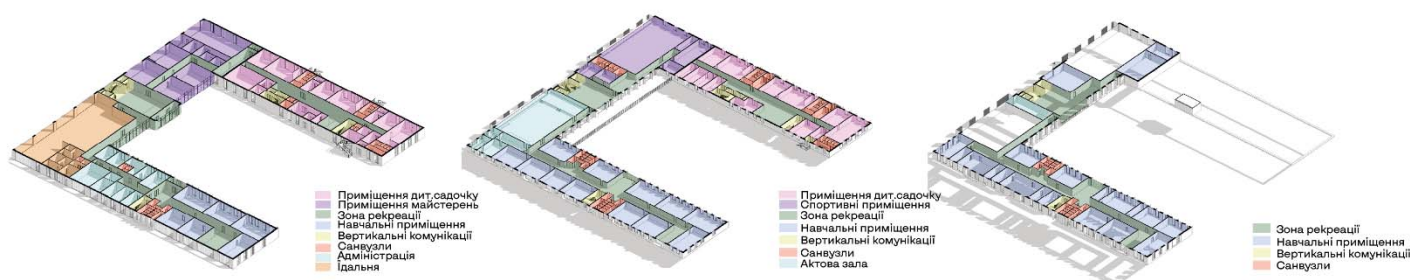 Приміщення дит.садочку
Приміщення майстерень
Зона рекреації
Навчальні приміщення
Вертикальні комунікації
Санвузли
Адміністрація
Їдальня
Приміщення дит.садочку
Спортивні приміщення
Зона рекреації
Навчальні приміщення
Вертикальні комунікації
Санвузли
Актова зала
Зона рекреації
Навчальні приміщення
Вертикальні комунікації
Санвузли